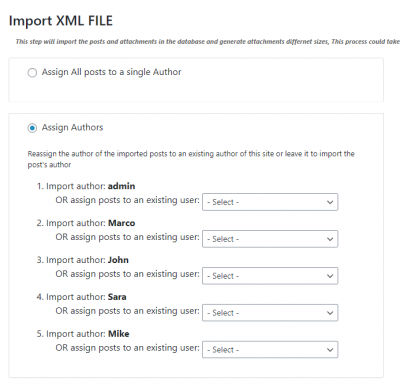 Import XML FILE
This step will import the posts and attachments in the database and generate attachments differnet sizes, This process could take
Assign All posts to a single Author
Assign Authors
Reassign the author of the imported posts to an existing author of this site or leave it to import the
post's author
1. Import author: admin
OR assign posts to an existing user: - Select -
2. Import author: Marco
OR assign posts to an existing user: - Select -
3. Import author: John
OR assign posts to an existing user: - Select -
4. Import author: Sara
OR assign posts to an existing user: - Select -
5. Import author: Mike
OR assign posts to an existing user: - Select -